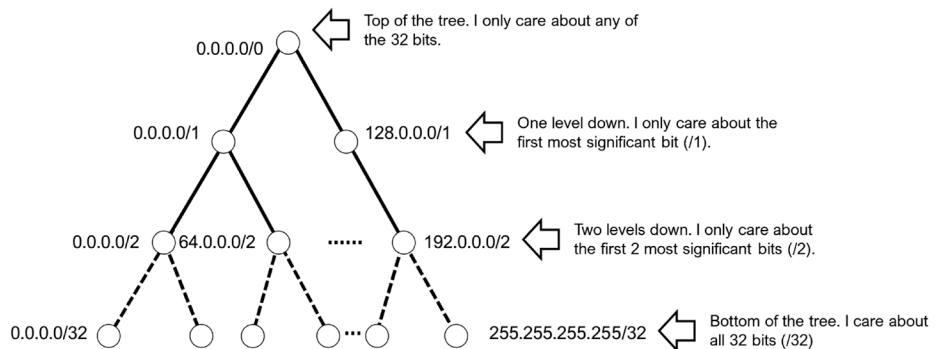 Top of the tree. I only care about any of
the 32 bits.
0.0.0.0/0
0.0.0.0/1
128.0.0.0/1
One level down. I only care about the
first most significant bit (/1).
0.0.0.0/2
64.0.0.0/2
......
192.0.0.0/2
Two levels down. I only care about
the first 2 most significant bits (/2).
0.0.0.0/32
...
255.255.255.255/32
Bottom of the tree. I care about
all 32 bits (/32)